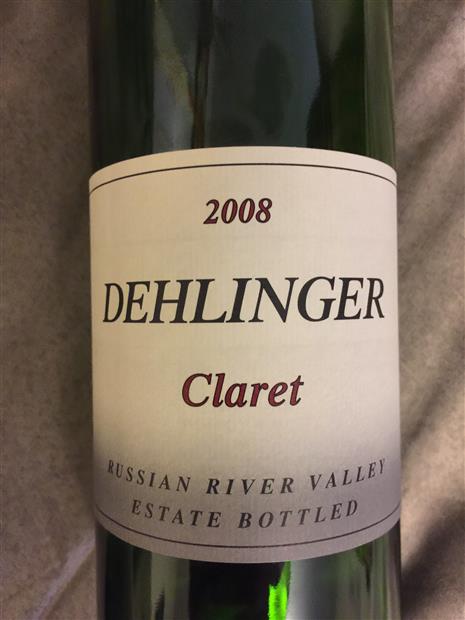 2008
DEHLINGER
Claret
RUSSIAN RIVER VALLEY
ESTATE BOTTLED